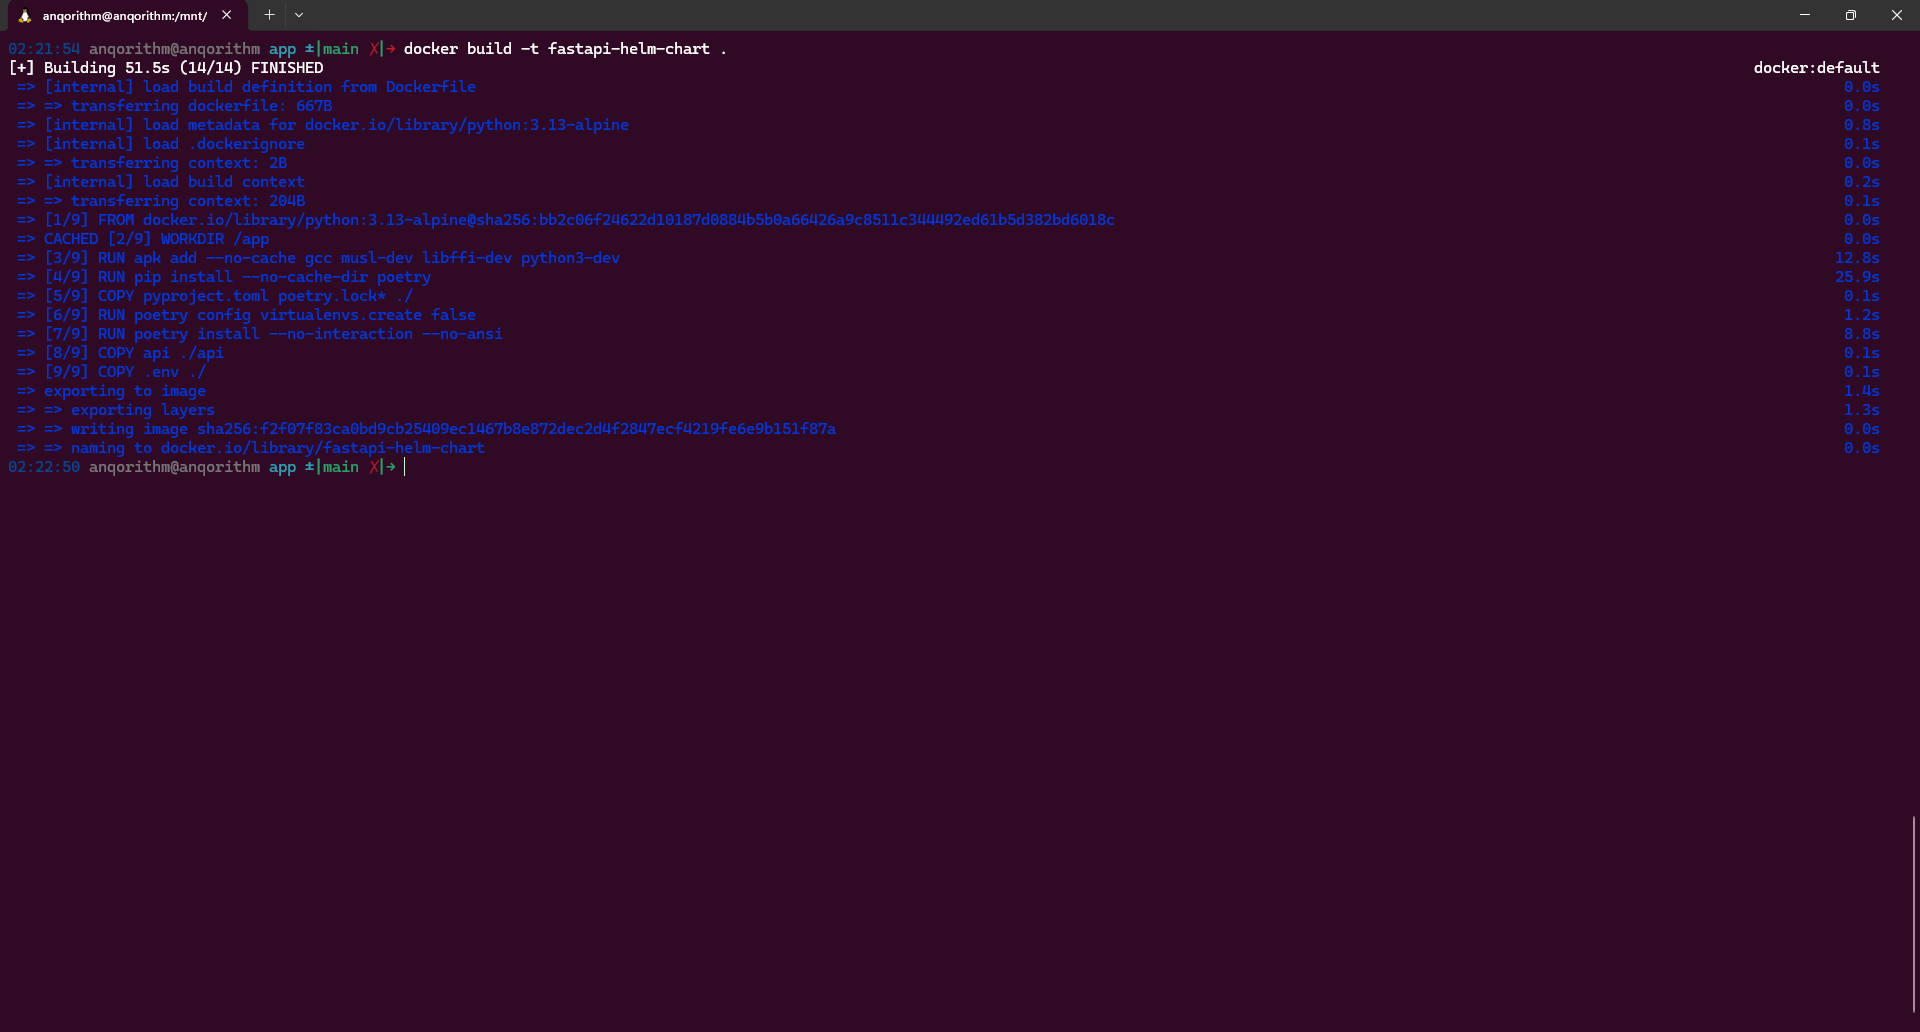 anqorithm@anqorithm:/mnt/
02:21:54 anqorithm@anqorithm app ±|main ✗|→ docker build -t fastapi-helm-chart .
[+] Building 51.5s (14/14) FINISHED docker:default
=> [internal] load build definition from Dockerfile 0.0s
=> => transferring dockerfile: 667B 0.0s
=> [internal] load metadata for docker.io/library/python:3.13-alpine 0.8s
=> [internal] load .dockerignore 0.1s
=> => transferring context: 2B 0.0s
=> [internal] load build context 0.2s
=> => transferring context: 204B 0.1s
=> [1/9] FROM docker.io/library/python:3.13-alpine@sha256:bb2c06f24622d10187d0884b5b0a66426a9c8511c344492ed61b5d382bd6018c 0.0s
=> CACHED [2/9] WORKDIR /app 0.0s
=> [3/9] RUN apk add --no-cache gcc musl-dev libffi-dev python3-dev 12.8s
=> [4/9] RUN pip install --no-cache-dir poetry 25.9s
=> [5/9] COPY pyproject.toml poetry.lock* ./ 0.1s
=> [6/9] RUN poetry config virtualenvs.create false 1.2s
=> [7/9] RUN poetry install --no-interaction --no-ansi 8.8s
=> [8/9] COPY api ./api 0.1s
=> [9/9] COPY .env ./ 0.1s
=> exporting to image 1.4s
=> => exporting layers 1.3s
=> => writing image sha256:f2f07f83ca0bd9cb25409ec1467b8e872dec2d4f2847ecf4219fe6e9b151f87a 0.0s
=> => naming to docker.io/library/fastapi-helm-chart 0.0s
02:22:50 anqorithm@anqorithm app ±|main ✗|→